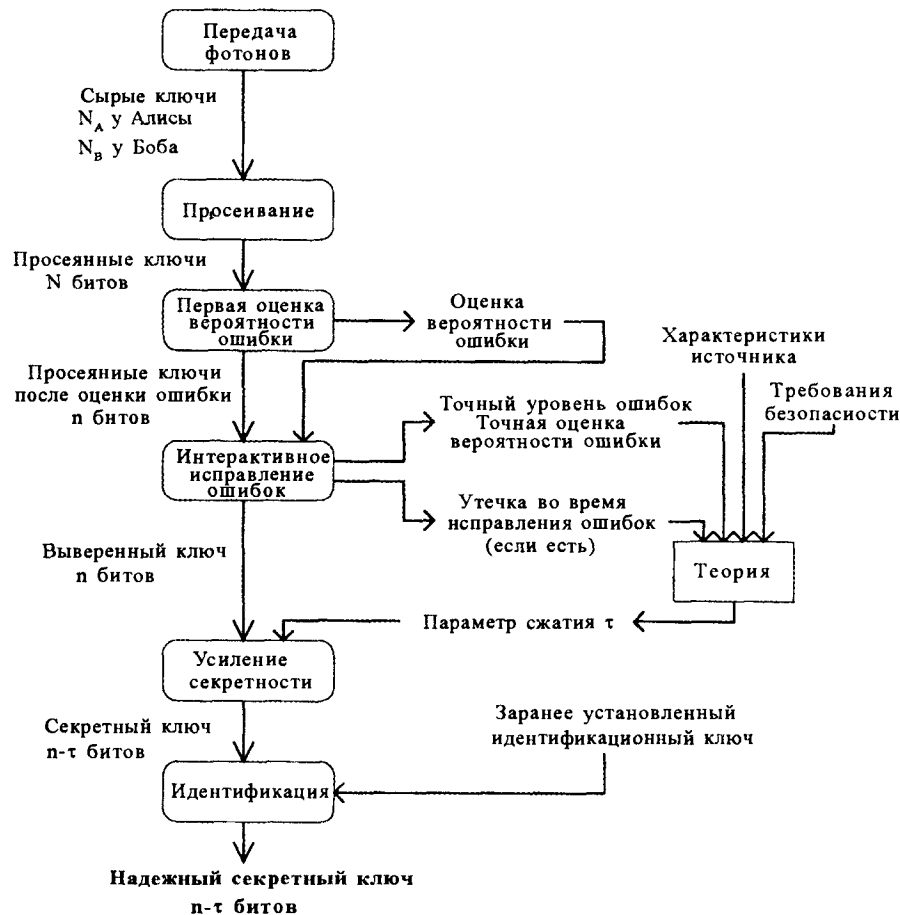 Передача
фотонов
Сырые ключи
N_A у Алисы
N_B у Боба
Просеивание
Просеянные ключи
N битов
Первая оценка
вероятности
ошибки
Оценка
вероятности
ошибки
Характеристики
источника
Требования
безопасности
Просеянные ключи
после оценки ошибки
n битов
Точный уровень ошибок
Точная оценка
вероятности ошибки
Интерактивное
исправление
ошибок
Утечка во время
исправления ошибок
(если есть)
Выверенный ключ
n битов
Теория
Параметр сжатия τ
Усиление
секретности
Секретный ключ
n-τ битов
Заранее установленный
идентификационный ключ
Идентификация
Надежный секретный ключ
n-τ битов